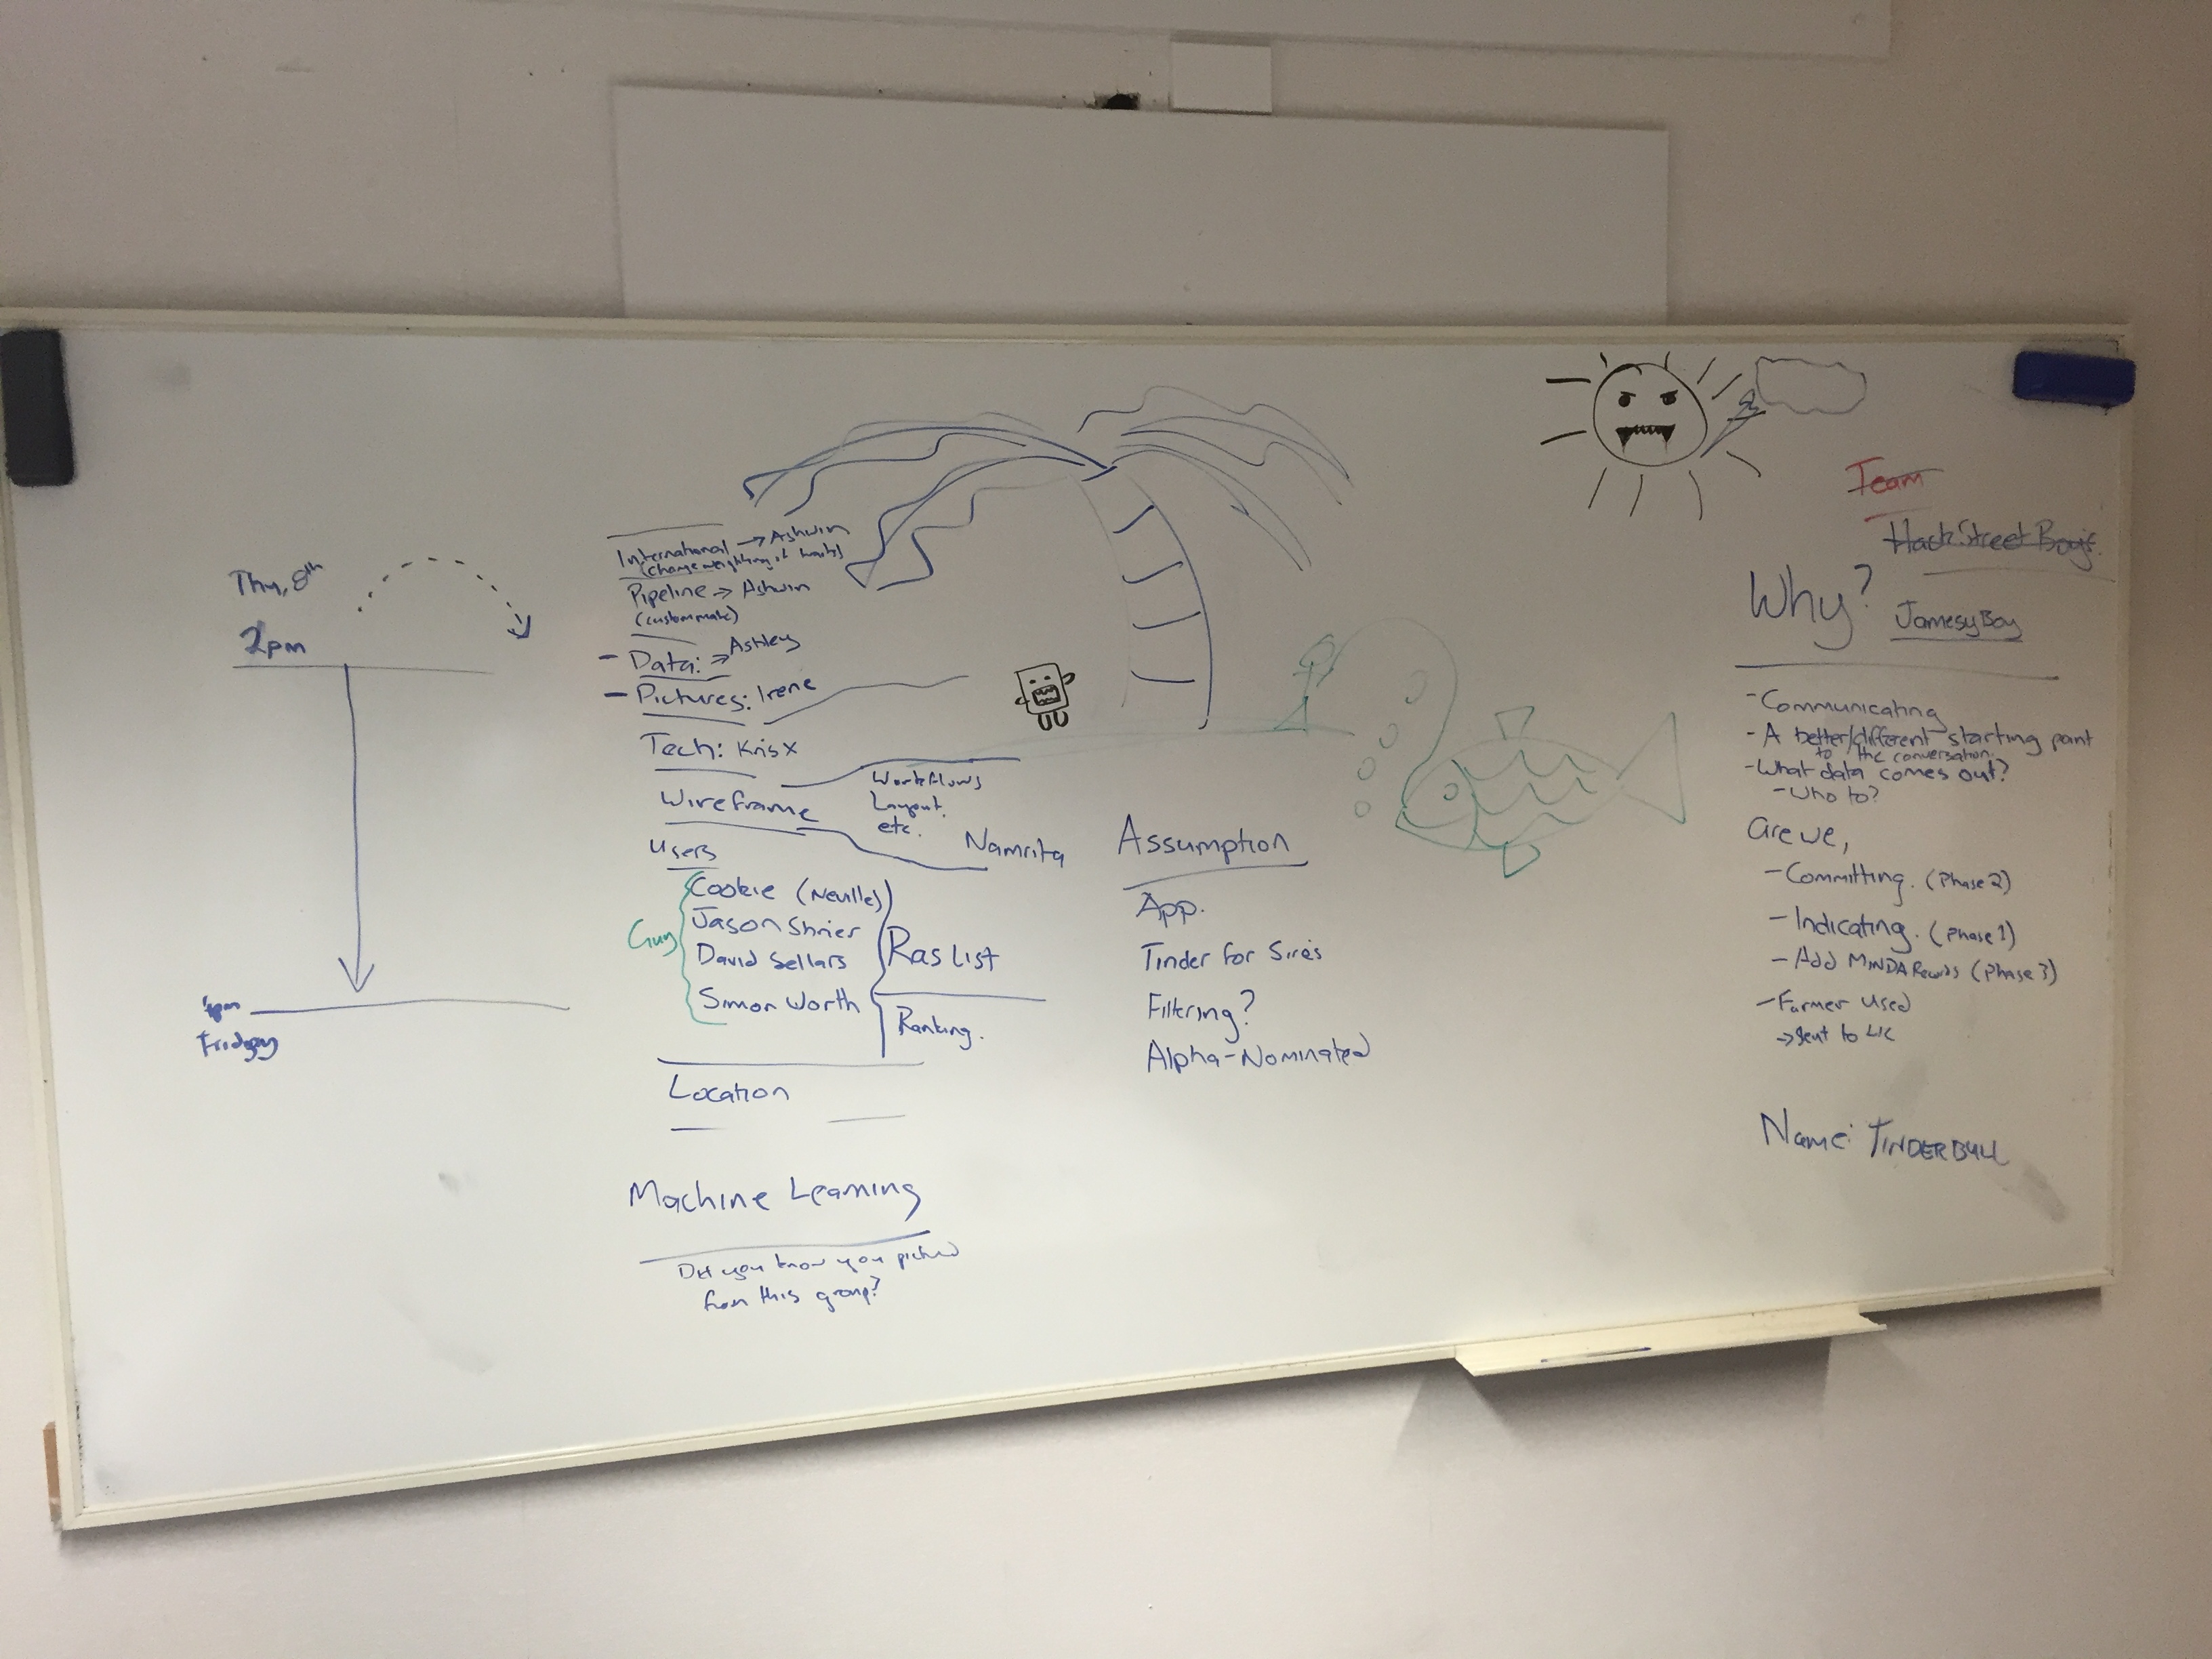 Thu, 8th
2pm
4pm
Friday
International → Ashwin
(change weighting of traits)
Pipeline → Ashwin
(custom mate)
- Data: → Ashley
- Pictures: Irene
Tech: Kris X
Wireframe
Workflows
Layout.
etc.
Namrita
Users
Guy
Cookie (Neville)
Jason Shrier
David Sellars
Simon Worth
Ras List
Ranking.
Location
Machine Learning
you know you picked
from this group?
Assumption
App.
Tinder for Sires
Filtering?
Alpha-Nominated
Team
Hack Street Boys.
Why?
Jamesy Boy
- Communicating
- A better/different starting point
to the conversation.
- What data comes out?
- Who to?
are we,
- Committing. (Phase 2)
- Indicating. (Phase 1)
- Add MINDA Records (Phase 3)
- Farmer Used
→ Sent to LIC
Name: TINDERBULL